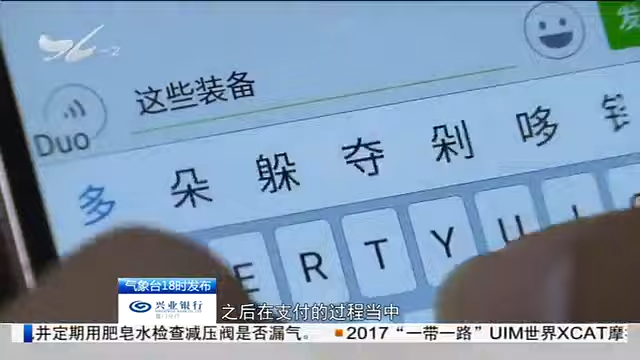 这些装备
Duo
多 朵 躲 夺 剁 哆
E R T Y U
气象台18时发布
兴业银行
之后在支付的过程当中
井定期用肥皂水检查减压阀是否漏气。 ■2017“一带一路”UIM世界XCAT摩